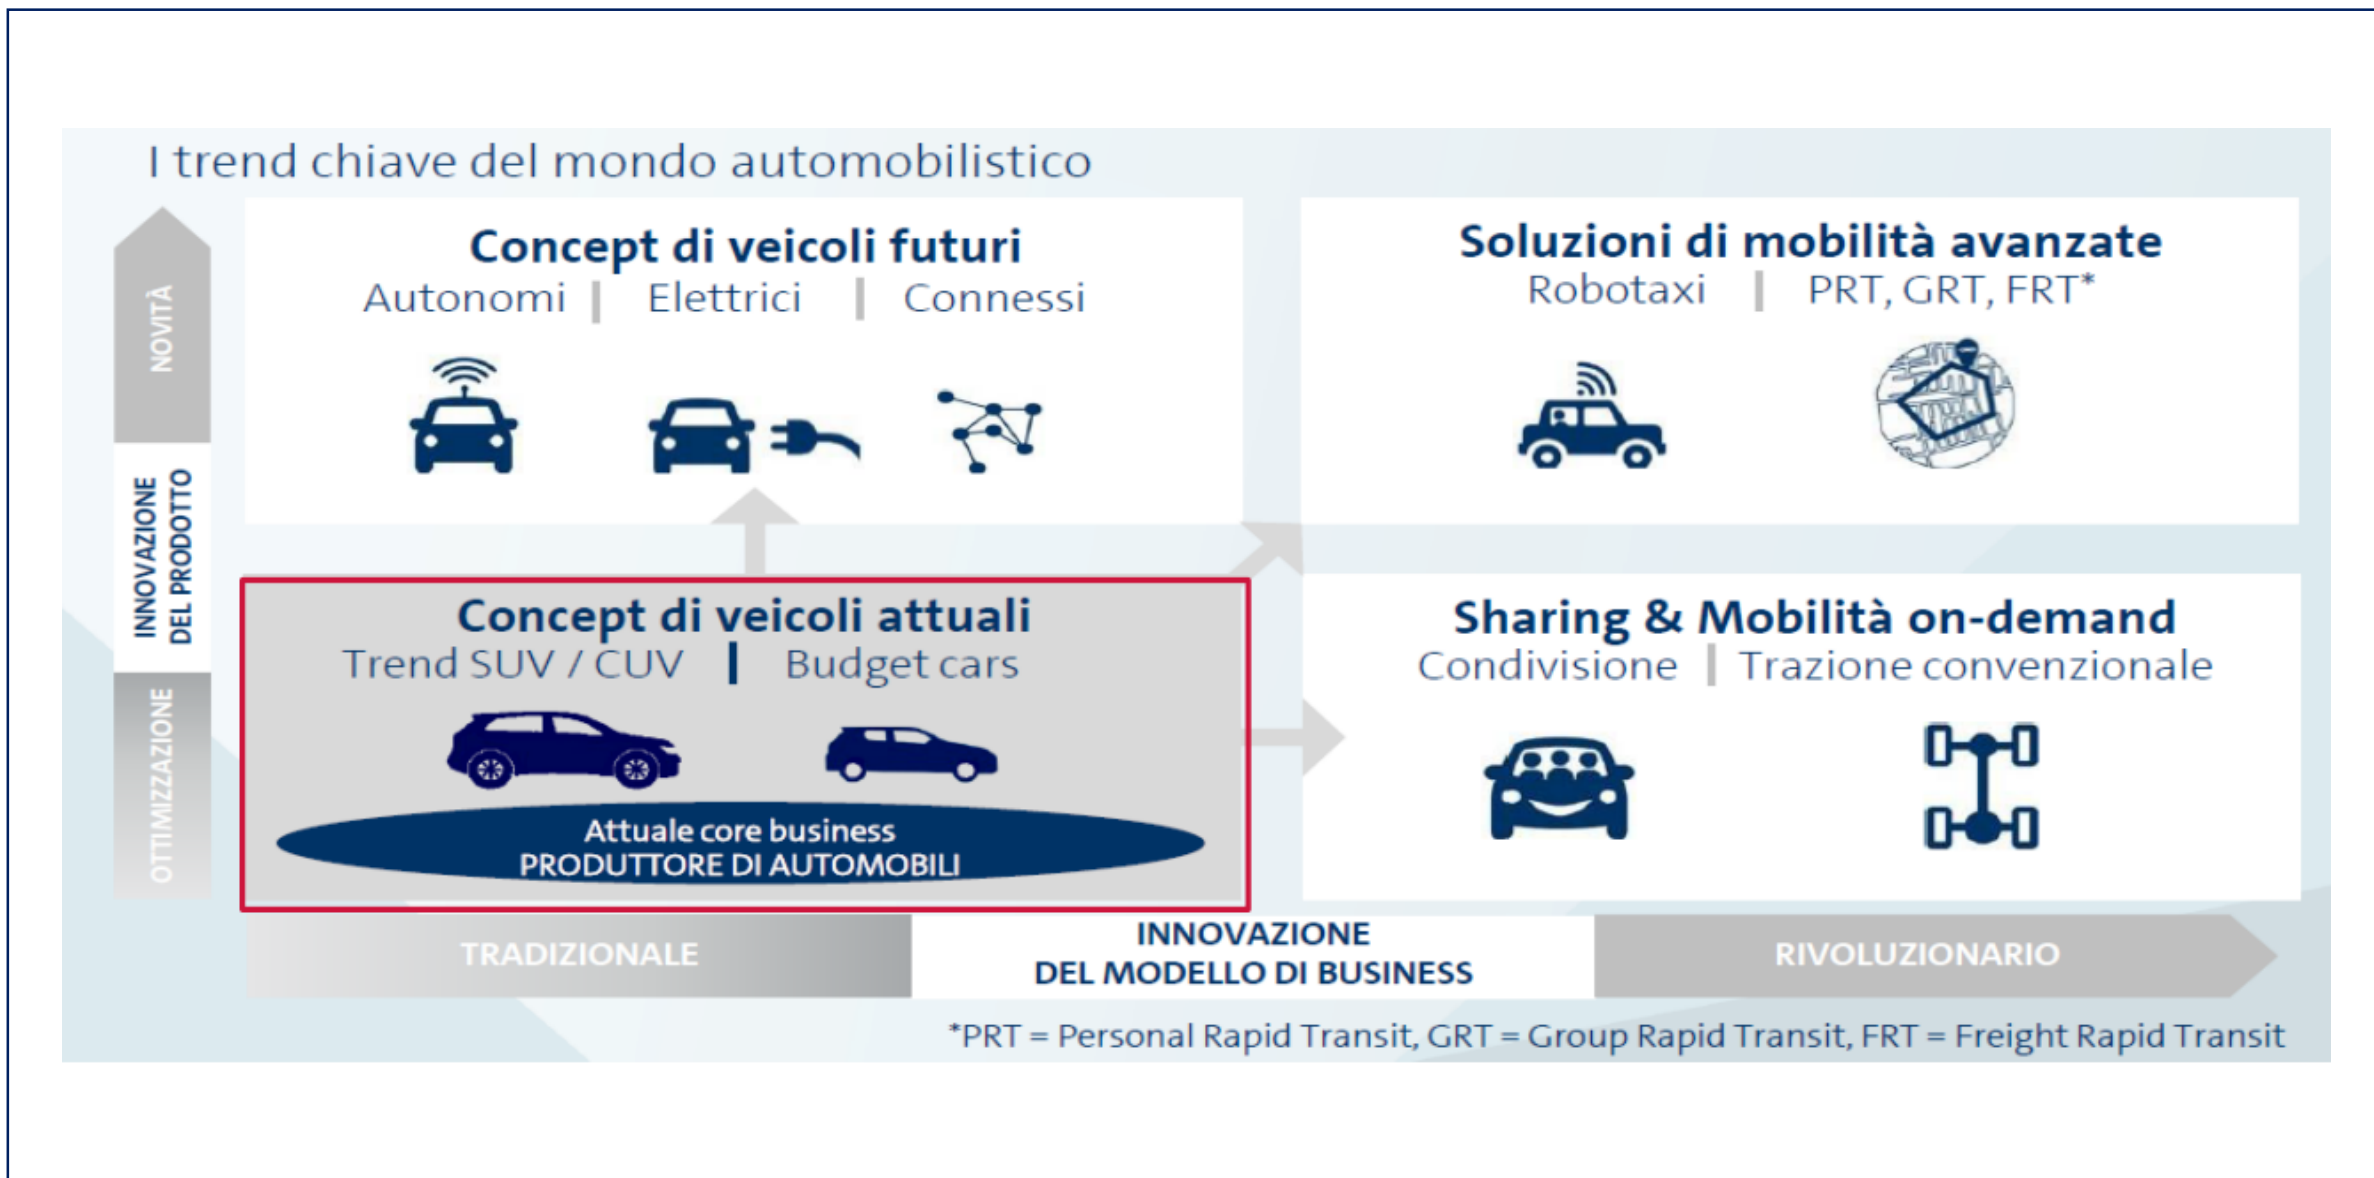 I trend chiave del mondo automobilistico
NOVITÀ
INNOVAZIONE
DEL PRODOTTO
OTTIMIZZAZIONE
Concept di veicoli futuri
Autonomi | Elettrici | Connessi
Soluzioni di mobilità avanzate
Robotaxi | PRT, GRT, FRT*
Concept di veicoli attuali
Trend SUV / CUV | Budget cars
Attuale core business
PRODUTTORE DI AUTOMOBILI
Sharing & Mobilità on-demand
Condivisione | Trazione convenzionale
TRADIZIONALE
INNOVAZIONE
DEL MODELLO DI BUSINESS
RIVOLUZIONARIO
*PRT = Personal Rapid Transit, GRT = Group Rapid Transit, FRT = Freight Rapid Transit